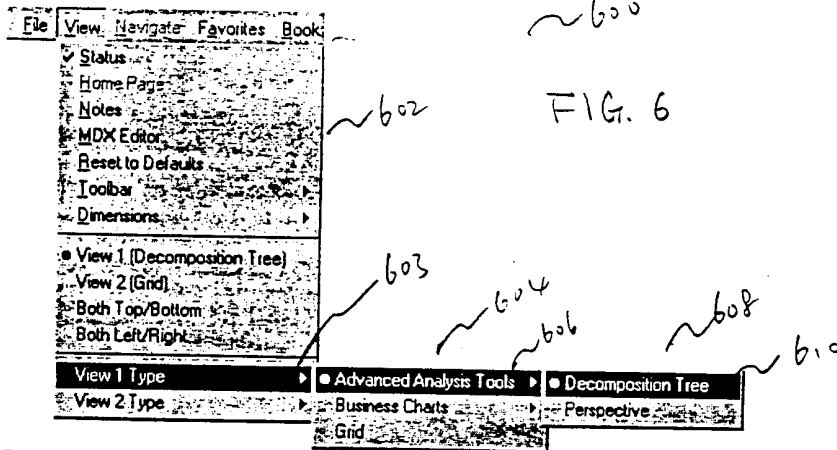 600
File View Navigate Favorites Book
Status
Home Page
Notes
MDX Editor
Reset to Defaults
Toolbar
Dimensions
602
FIG. 6
View 1 (Decomposition Tree)
View 2 (Grid)
Both Top/Bottom
Both Left/Right
603
604
606
608
610
View 1 Type
Advanced Analysis Tools
Decomposition Tree
View 2 Type
Business Charts
Perspective
Grid